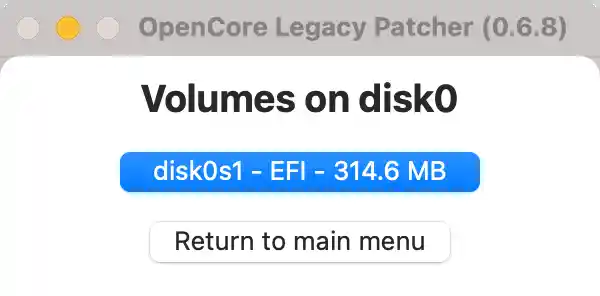 OpenCore Legacy Patcher (0.6.8)
Volumes on disk0
disk0s1 - EFI - 314.6 MB
Return to main menu